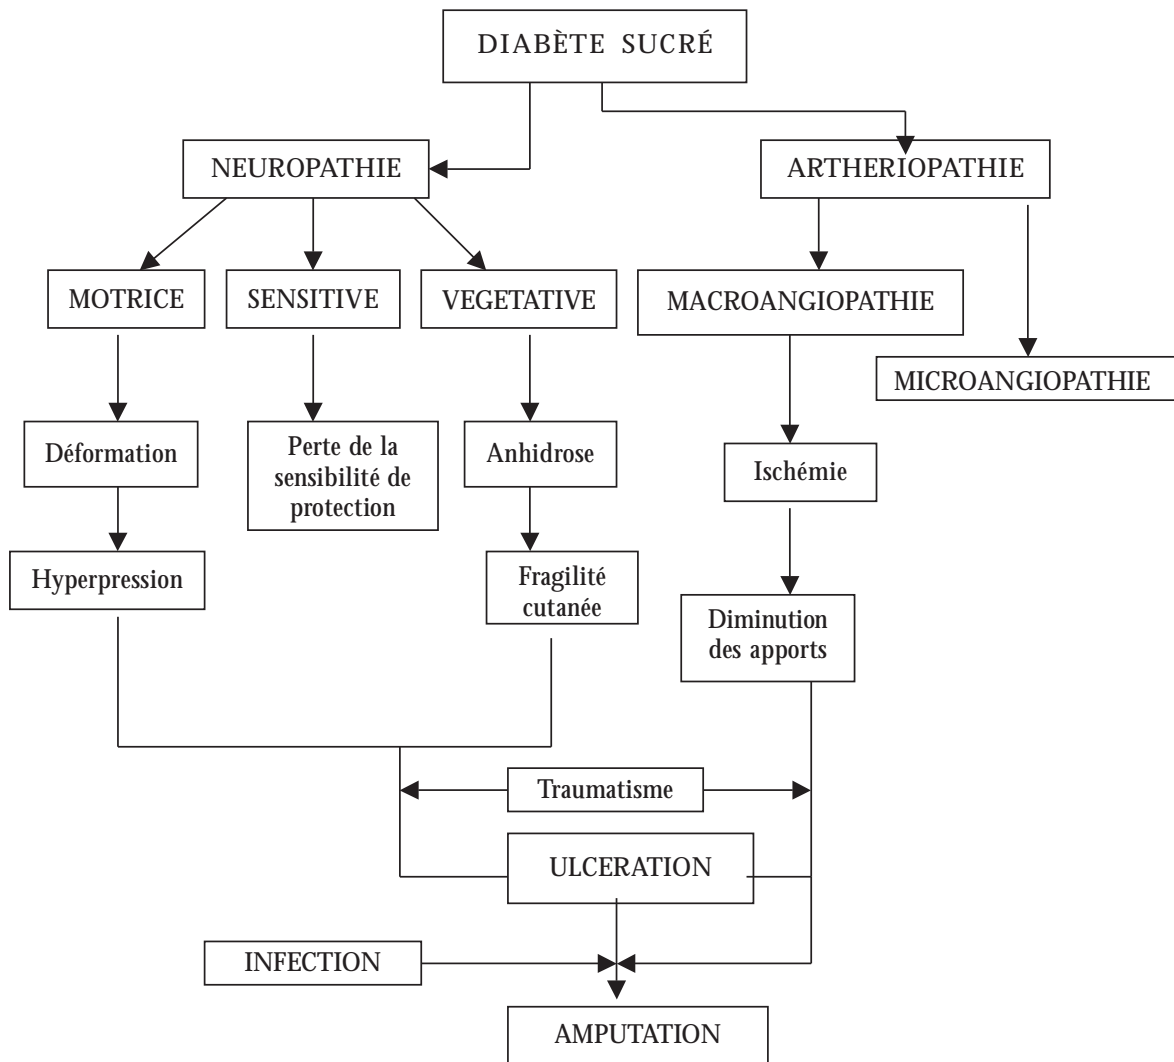 DIABÈTE SUCRÉ
NEUROPATHIE
ARTHERIOPATHIE
MOTRICE
SENSITIVE
VEGETATIVE
MACROANGIOPATHIE
MICROANGIOPATHIE
Déformation
Perte de la
sensibilité de
protection
Anhidrose
Ischémie
Hyperpression
Fragilité
cutanée
Diminution
des apports
Traumatisme
ULCERATION
INFECTION
AMPUTATION